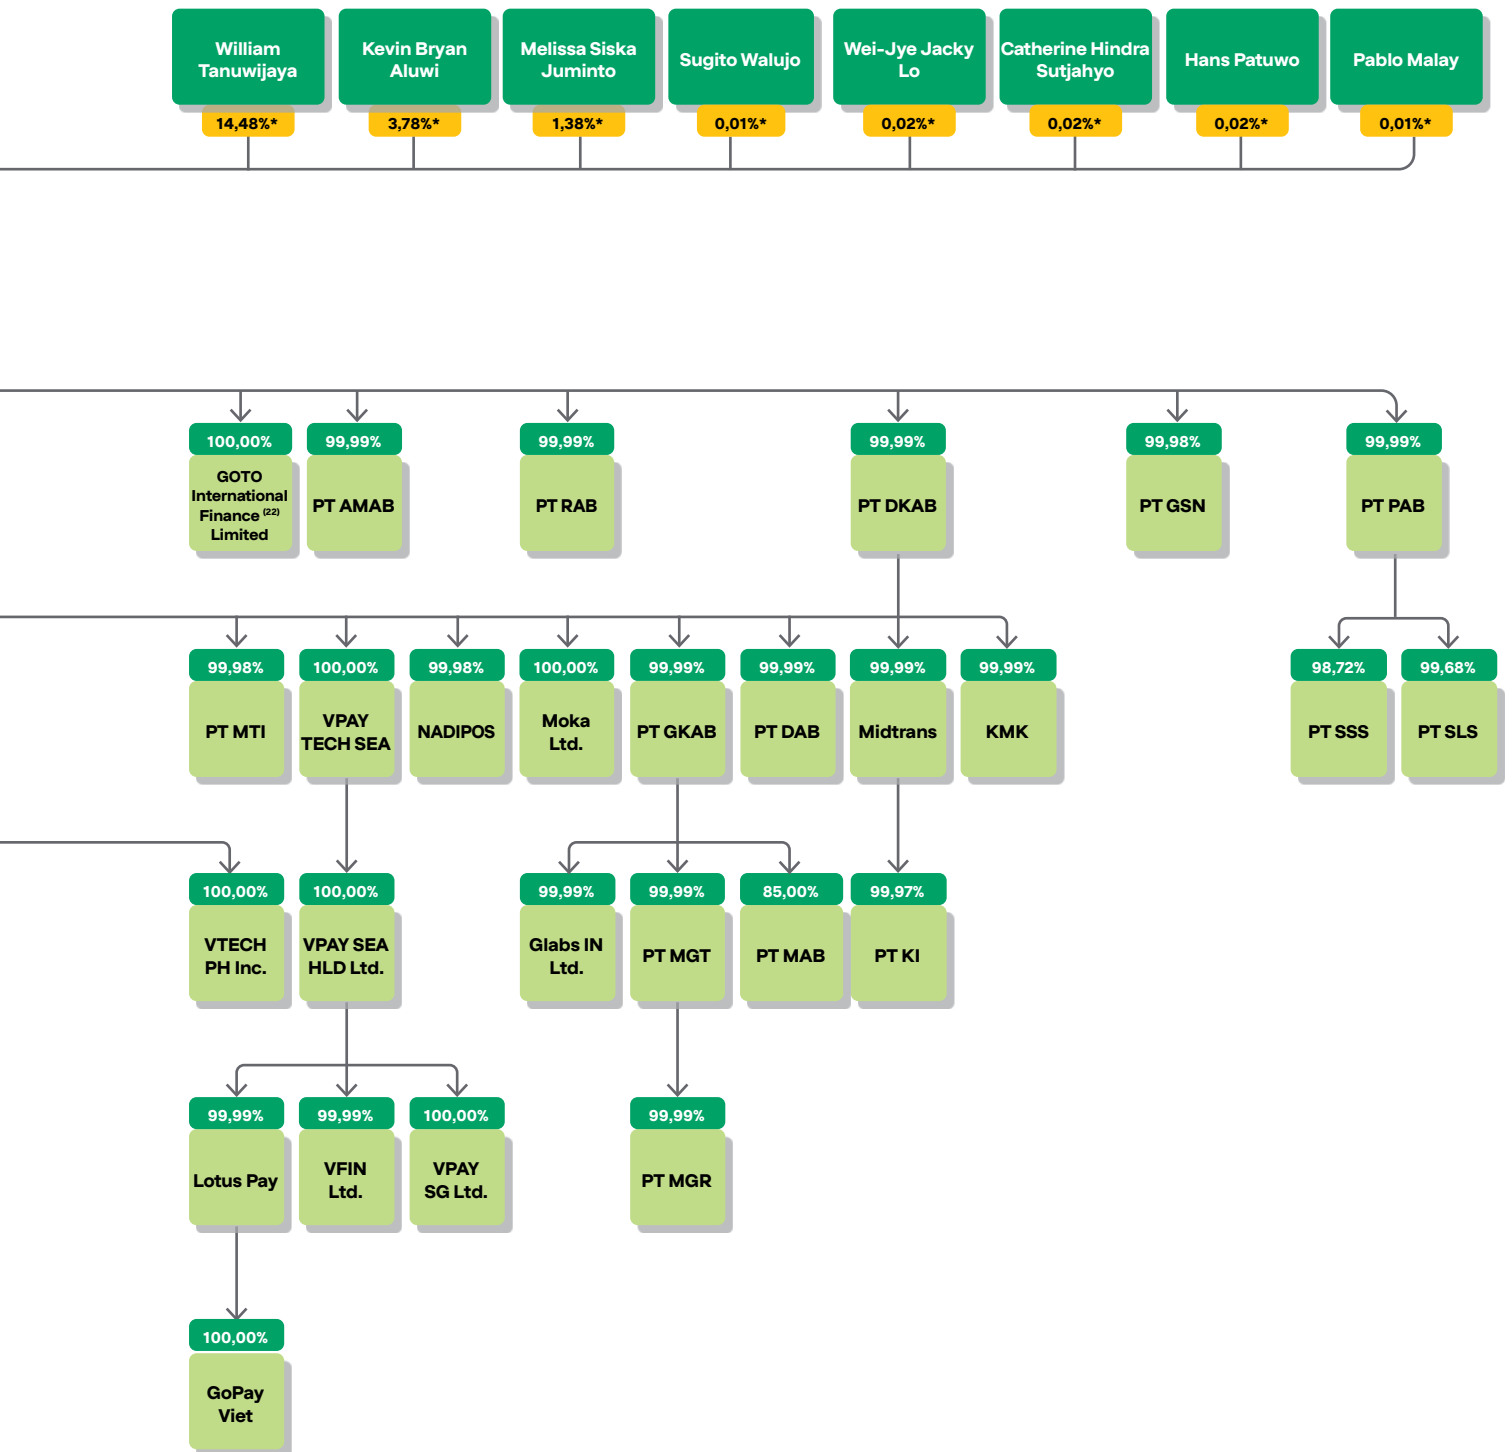 William
Tanuwijaya
Kevin Bryan
Aluwi
Melissa Siska
Juminto
Sugito Walujo
Wei-Jye Jacky
Lo
Catherine Hindra
Sutjahyo
Hans Patuwo
Pablo Malay
14,48%*
3,78%*
1,38%*
0,01%*
0,02%*
0,02%*
0,02%*
0,01%*
100,00%
GOTO
International
Finance (22)
Limited
99,99%
PT AMAB
99,99%
PT RAB
99,99%
PT DKAB
99,98%
PT GSN
99,99%
PT PAB
99,98%
PT MTI
100,00%
VPAY
TECH SEA
99,98%
NADIPOS
100,00%
Moka
Ltd.
99,99%
PT GKAB
99,99%
PT DAB
99,99%
Midtrans
99,99%
KMK
98,72%
PT SSS
99,68%
PT SLS
100,00%
VTECH
PH Inc.
100,00%
VPAY SEA
HLD Ltd.
99,99%
Glabs IN
Ltd.
99,99%
PT MGT
85,00%
PT MAB
99,97%
PT KI
99,99%
Lotus Pay
99,99%
VFIN
Ltd.
100,00%
VPAY
SG Ltd.
99,99%
PT MGR
100,00%
GoPay
Viet